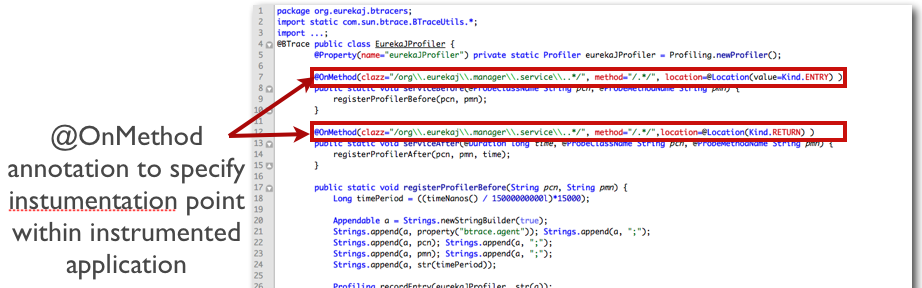 @OnMethod
annotation to specify
instumentation point
within instrumented
application
1 package org.eurekaj.btracers;
2 import static com.sun.btrace.BTraceUtils.*;
3 import ...;
4 @BTrace public class EurekaJProfiler {
5 @Property(name="eurekaJProfiler") private static Profiler eurekaJProfiler = Profiling.newProfiler();
6
7 @OnMethod(clazz="/org\\.eurekaj\\.manager\\.service\\..*/", method="/.*/", location=@Location(value=Kind.ENTRY) )
8 public static void serviceBefore(@ProbeClassName String pcn, @ProbeMethodName String pmn) {
9 registerProfilerBefore(pcn, pmn);
10 }
11
12 @OnMethod(clazz="/org\\.eurekaj\\.manager\\.service\\..*/", method="/.*/",location=@Location(Kind.RETURN) )
13 public static void serviceAfter(@Duration long time, @ProbeClassName String pcn, @ProbeMethodName String pmn) {
14 registerProfilerAfter(pcn, pmn, time);
15 }
16
17 public static void registerProfilerBefore(String pcn, String pmn) {
18 Long timePeriod = ((timeNanos() / 15000000000l)*15000);
19
20 Appendable a = Strings.newStringBuilder(true);
21 Strings.append(a, property("btrace.agent")); Strings.append(a, ";");
22 Strings.append(a, pcn); Strings.append(a, ";");
23 Strings.append(a, pmn); Strings.append(a, ";");
24 Strings.append(a, str(timePeriod));
25
26 Profiling.recordEntry(eurekaJProfiler, str(a));